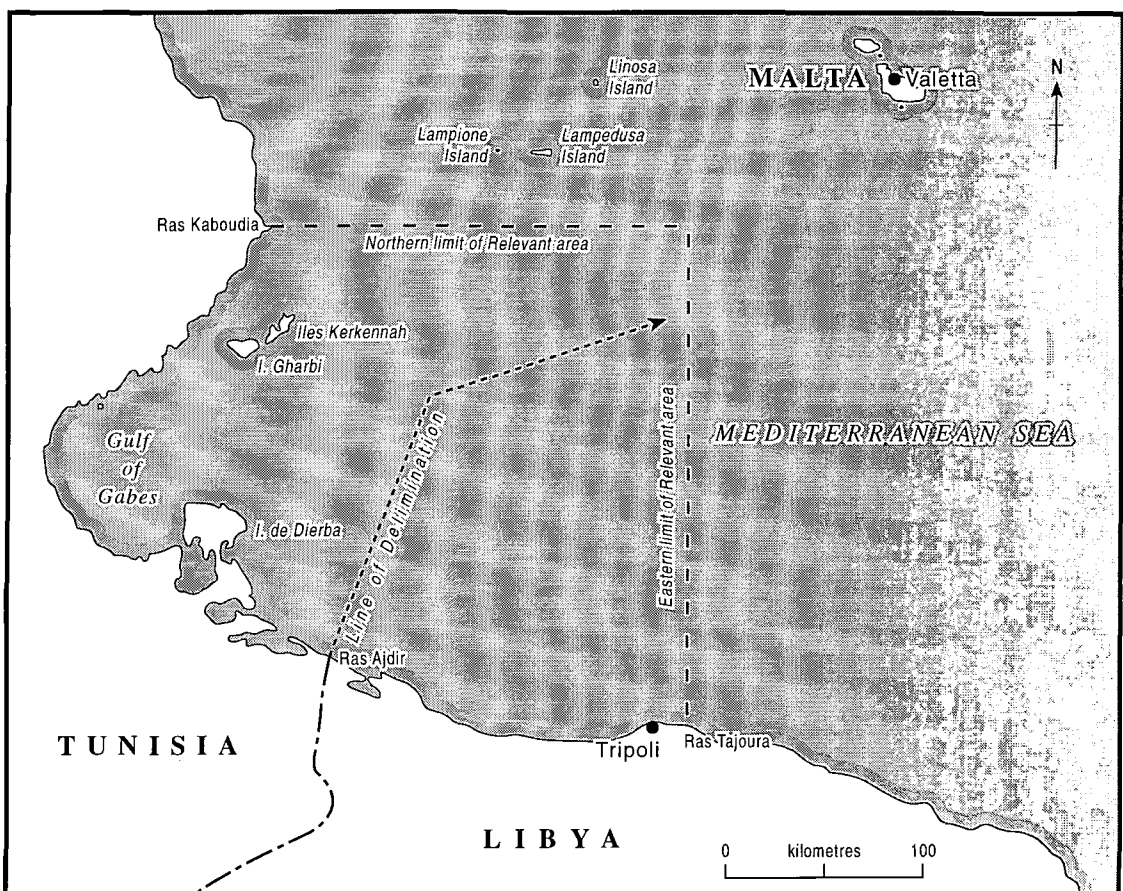 Linosa
Island
MALTA
Valetta
N
Lampione
Island
Lampedusa
Island
Ras Kaboudia
Northern limit of Relevant area
Iles Kerkennah
I. Gharbi
Gulf
of
Gabes
MEDITERRANEAN SEA
Line of Delimination
Eastern limit of Relevant area
I. de Djerba
Ras Ajdir
TUNISIA
Tripoli
Ras Tajoura
LIBYA
0 kilometres 100